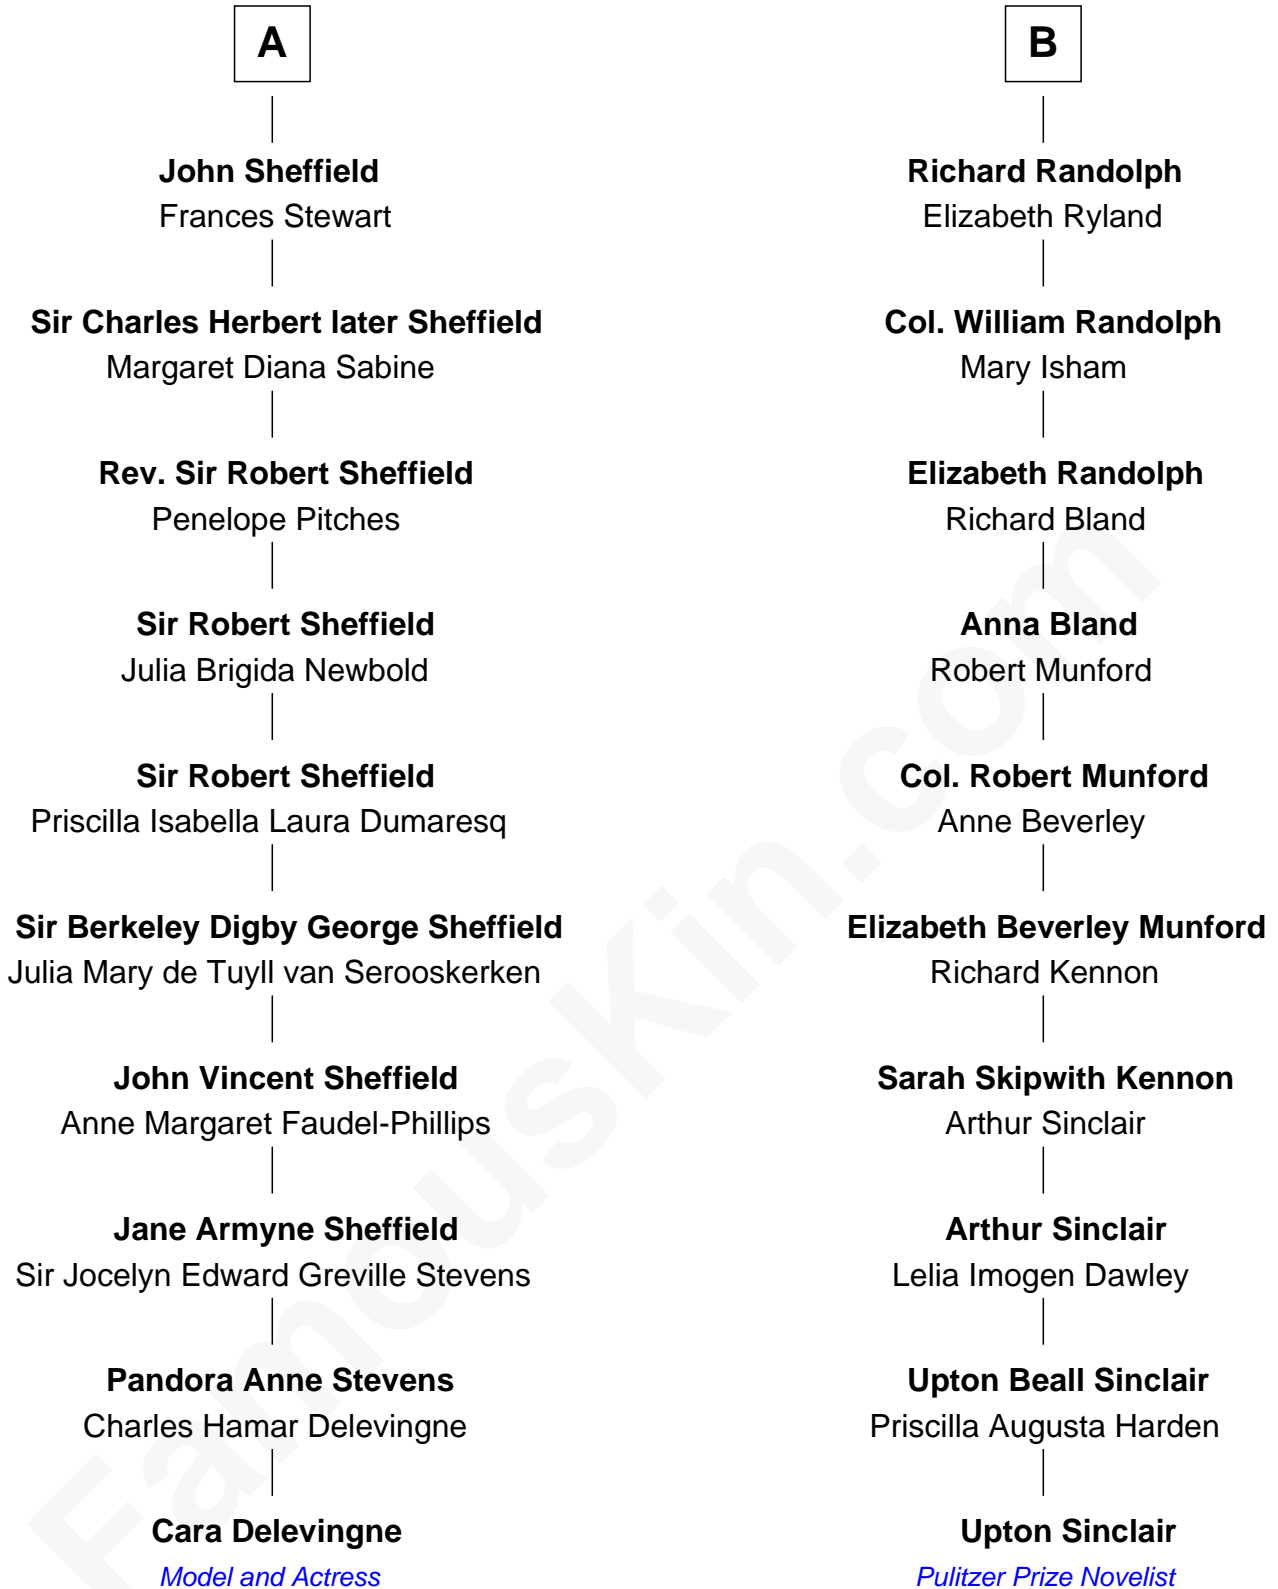 A
John Sheffield
Frances Stewart
Sir Charles Herbert later Sheffield
Margaret Diana Sabine
Rev. Sir Robert Sheffield
Penelope Pitches
Sir Robert Sheffield
Julia Brigida Newbold
Sir Robert Sheffield
Priscilla Isabella Laura Dumaresq
Sir Berkeley Digby George Sheffield
Julia Mary de Tuyll van Serooskerken
John Vincent Sheffield
Anne Margaret Faudel-Phillips
Jane Armyne Sheffield
Sir Jocelyn Edward Greville Stevens
Pandora Anne Stevens
Charles Hamar Delevingne
Cara Delevingne
Model and Actress
B
Richard Randolph
Elizabeth Ryland
Col. William Randolph
Mary Isham
Elizabeth Randolph
Richard Bland
Anna Bland
Robert Munford
Col. Robert Munford
Anne Beverley
Elizabeth Beverley Munford
Richard Kennon
Sarah Skipwith Kennon
Arthur Sinclair
Arthur Sinclair
Lelia Imogen Dawley
Upton Beall Sinclair
Priscilla Augusta Harden
Upton Sinclair
Pulitzer Prize Novelist
FamousKin.com